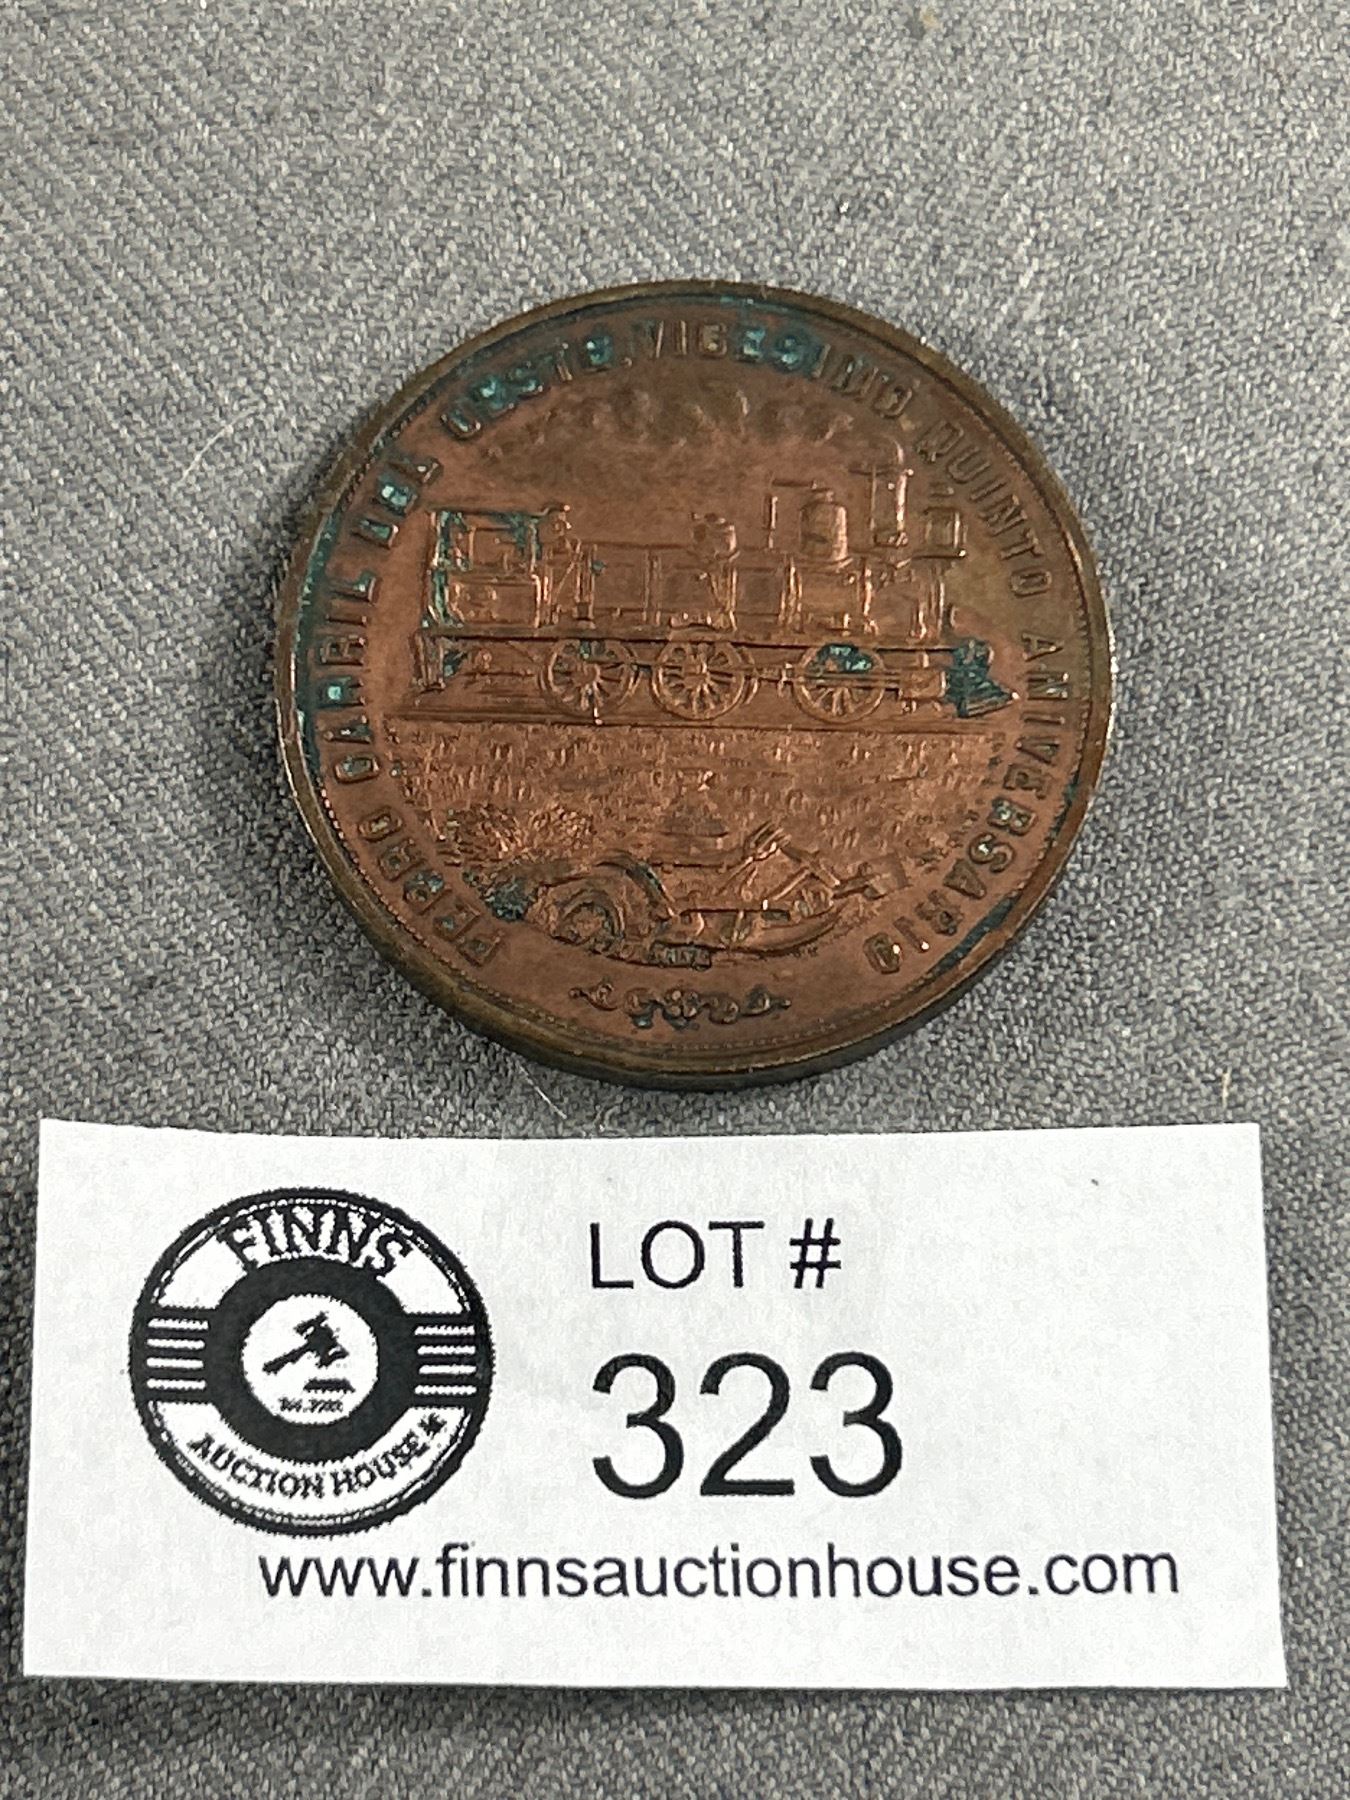 FERRO CARRIL DEL OESTE. VIGESIMO QUINTO ANIVERSARIO
FINNS
AUCTION HOUSE
LOT #
323
www.finnsauctionhouse.com